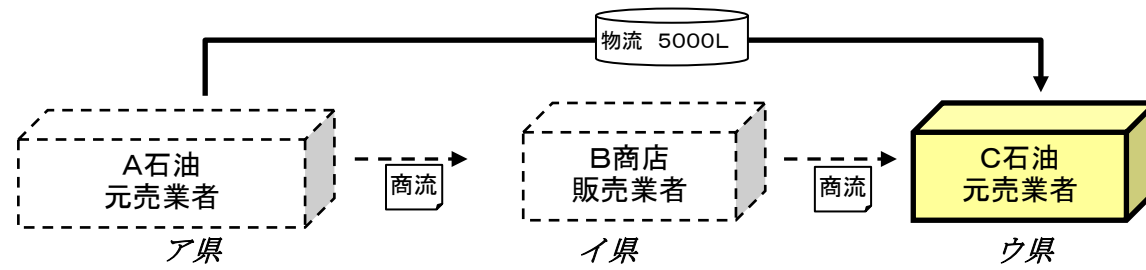 物流 5000L
A石油
元売業者
商流
B商店
販売業者
商流
C石油
元売業者
ア県
イ県
ウ県